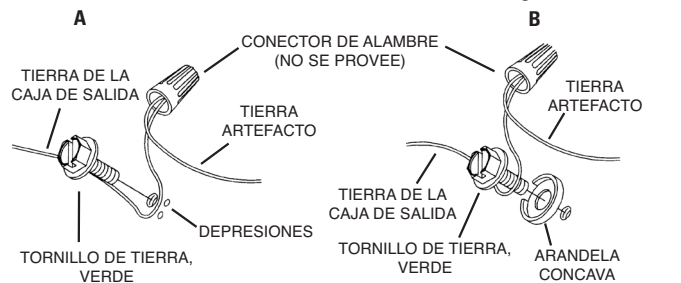 A
B
CONECTOR DE ALAMBRE
(NO SE PROVEE)
TIERRA DE LA
CAJA DE SALIDA
TIERRA
ARTEFACTO
DEPRESIONES
TORNILLO DE TIERRA,
VERDE
TIERRA
ARTEFACTO
TIERRA DE LA
CAJA DE SALIDA
TORNILLO DE TIERRA,
VERDE
ARANDELA
CONCAVA